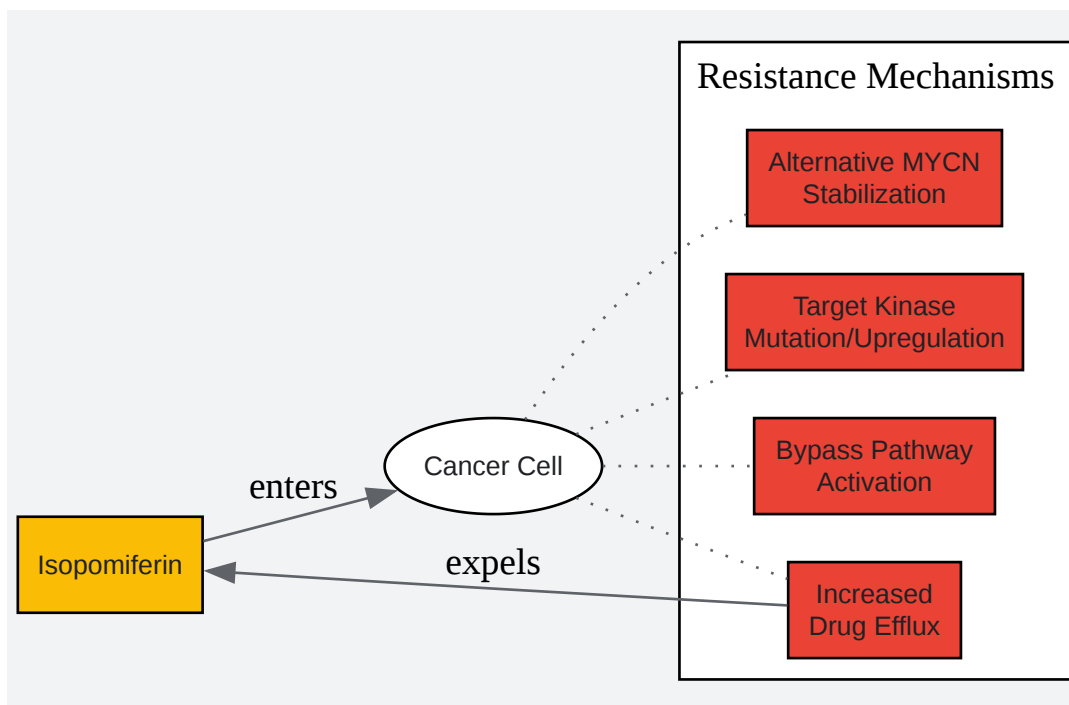 Resistance Mechanisms
Alternative MYCN
Stabilization
Target Kinase
Mutation/Upregulation
Cancer Cell
Bypass Pathway
Activation
enters
Isopomiferin
expels
Increased
Drug Efflux